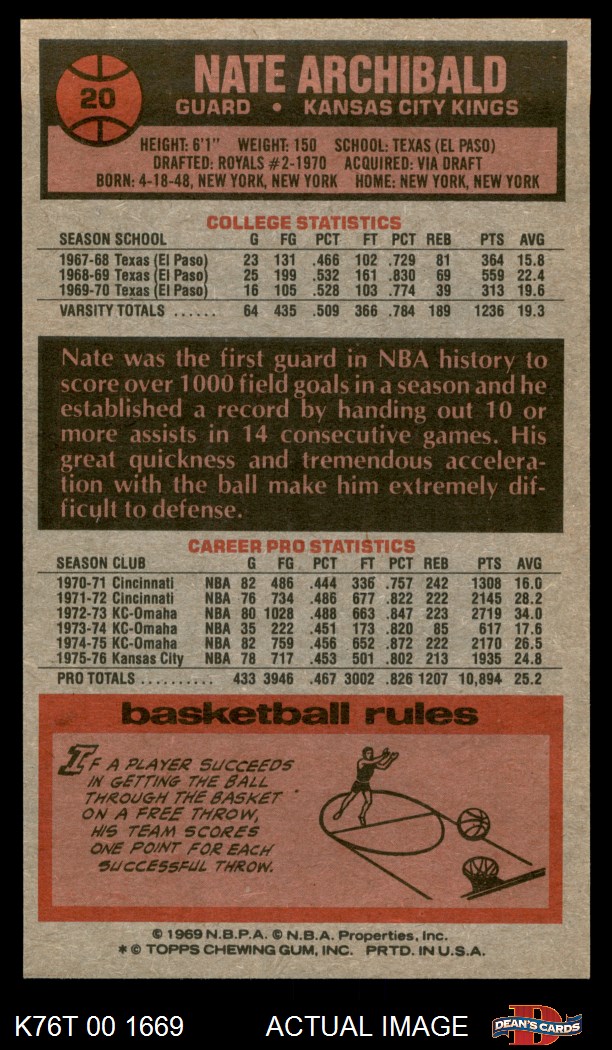 20
NATE ARCHIBALD
GUARD • KANSAS CITY KINGS
HEIGHT: 6'1" WEIGHT: 150 SCHOOL: TEXAS (EL PASO)
DRAFTED: ROYALS #2-1970 ACQUIRED: VIA DRAFT
BORN: 4-18-48, NEW YORK, NEW YORK HOME: NEW YORK, NEW YORK
COLLEGE STATISTICS
SEASON SCHOOL G FG PCT FT PCT REB PTS AVG
1967-68 Texas (El Paso) 23 131 .466 102 .729 81 364 15.8
1968-69 Texas (El Paso) 25 199 .532 161 .830 69 559 22.4
1969-70 Texas (El Paso) 16 105 .528 103 .774 39 313 19.6
VARSITY TOTALS ...... 64 435 .509 366 .784 189 1236 19.3
Nate was the first guard in NBA history to
score over 1000 field goals in a season and he
established a record by handing out 10 or
more assists in 14 consecutive games. His
great quickness and tremendous accelera-
tion with the ball make him extremely dif-
ficult to defense.
CAREER PRO STATISTICS
SEASON CLUB G FG PCT FT PCT REB PTS AVG
1970-71 Cincinnati NBA 82 486 .444 336 .757 242 1308 16.0
1971-72 Cincinnati NBA 76 734 .486 677 .822 222 2145 28.2
1972-73 KC-Omaha NBA 80 1028 .488 663 .847 223 2719 34.0
1973-74 KC-Omaha NBA 35 222 .451 173 .820 85 617 17.6
1974-75 KC-Omaha NBA 82 759 .456 652 .872 222 2170 26.5
1975-76 Kansas City NBA 78 717 .453 501 .802 213 1935 24.8
PRO TOTALS .......... 433 3946 .467 3002 .826 1207 10,894 25.2
basketball rules
IF A PLAYER SUCCEEDS
IN GETTING THE BALL
THROUGH THE BASKET
ON A FREE THROW,
HIS TEAM SCORES
ONE POINT FOR EACH
SUCCESSFUL THROW.
© 1969 N.B.P.A. © N.B.A. Properties, Inc.
* © TOPPS CHEWING GUM, INC. PRTD. IN U.S.A.
K76T 00 1669 ACTUAL IMAGE DEAN'S CARDS